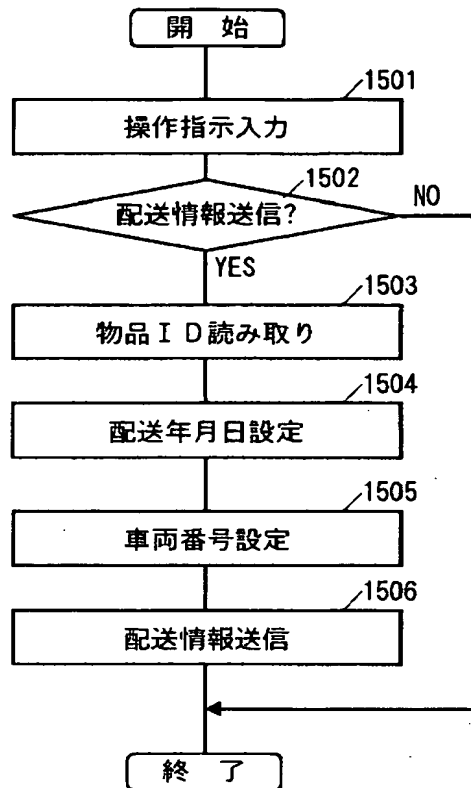 開 始
1501
操作指示入力
1502
配送情報送信?
NO
YES
1503
物品ＩＤ読み取り
1504
配送年月日設定
1505
車両番号設定
1506
配送情報送信
終 了